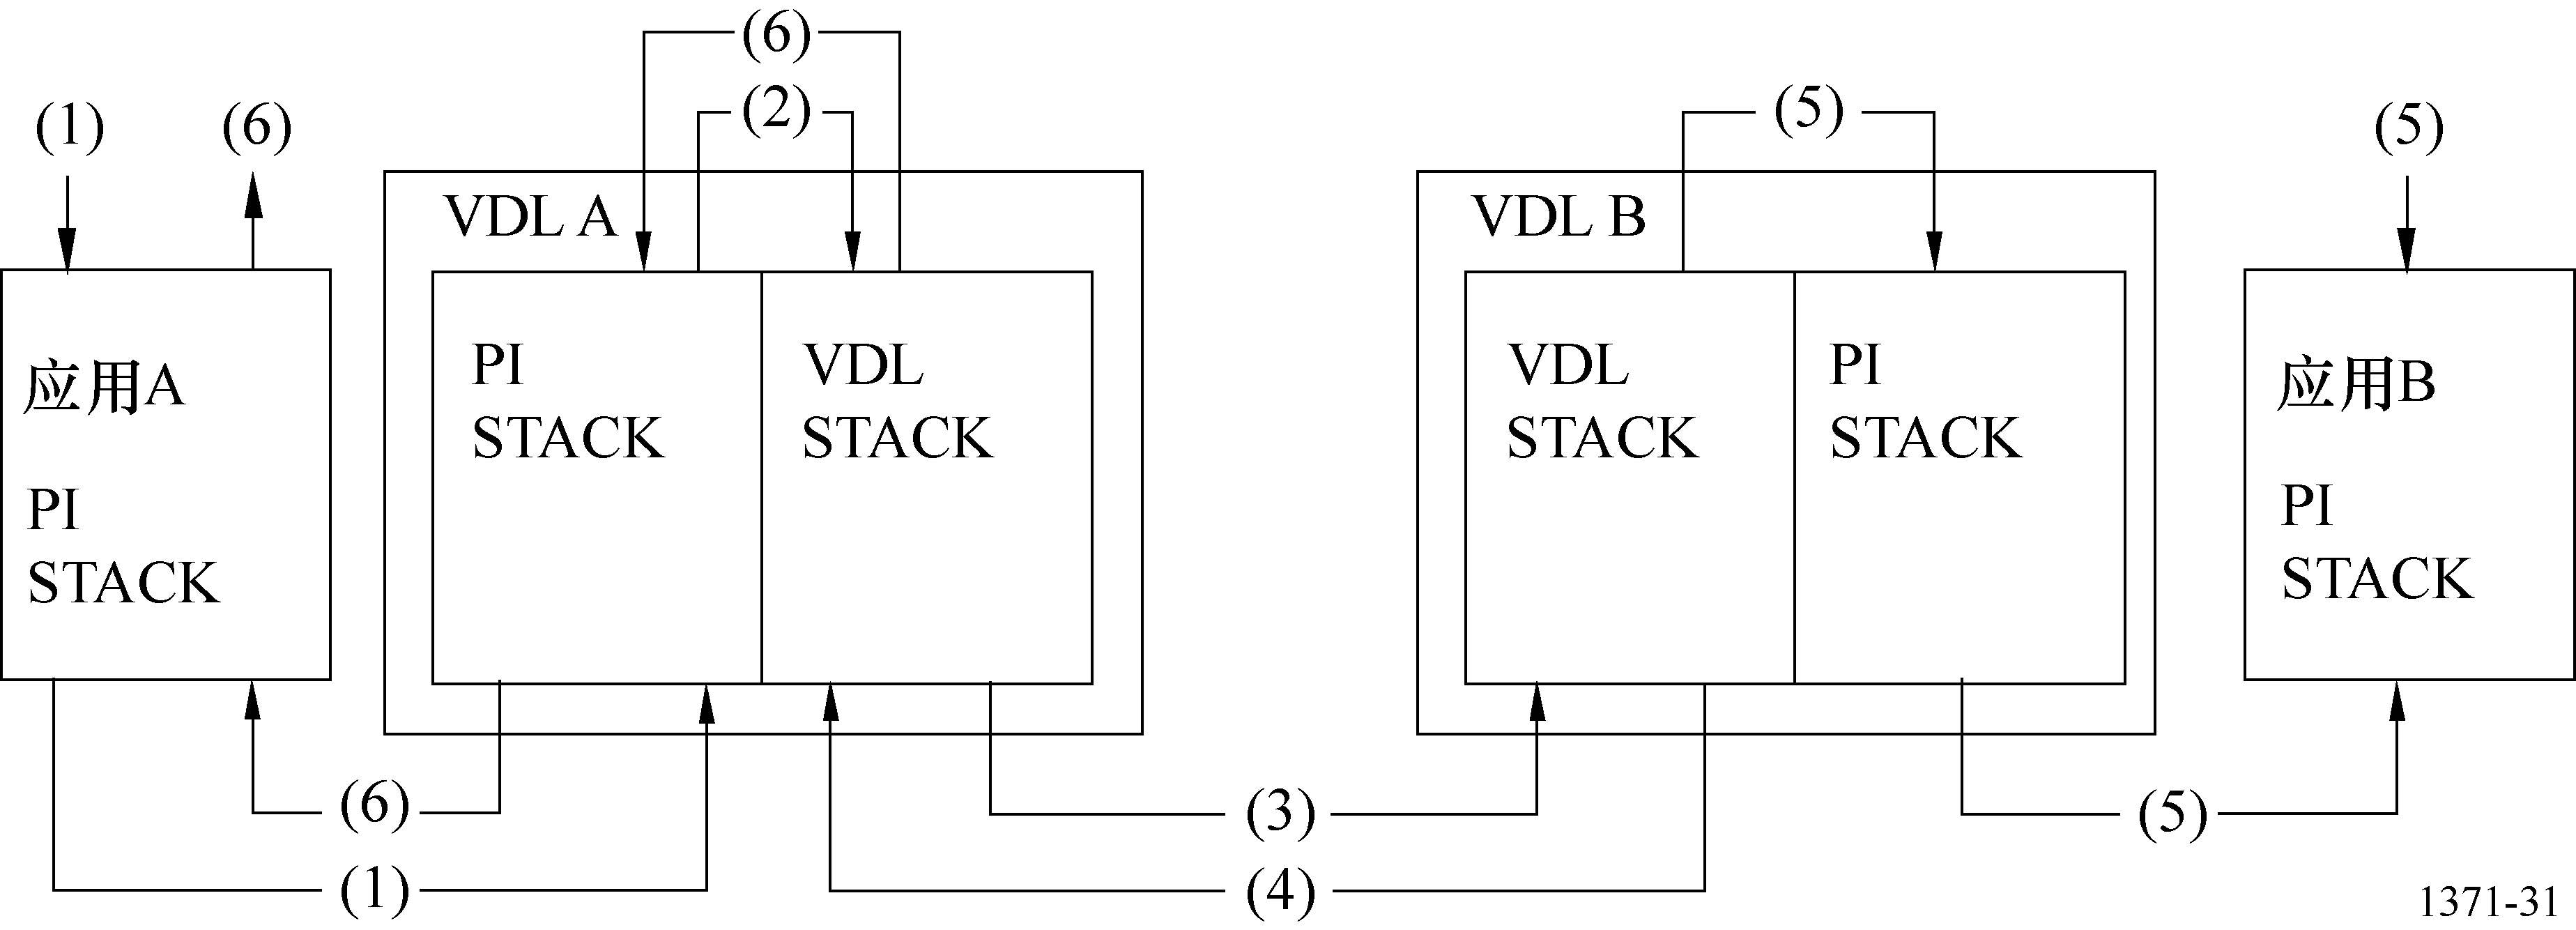 (6)
(1)
(6)
(2)
(5)
(5)
VDL A
VDL B
应用A
PI
STACK
PI
STACK
VDL
STACK
VDL
STACK
PI
STACK
应用B
PI
STACK
(6)
(3)
(5)
(1)
(4)
1371-31